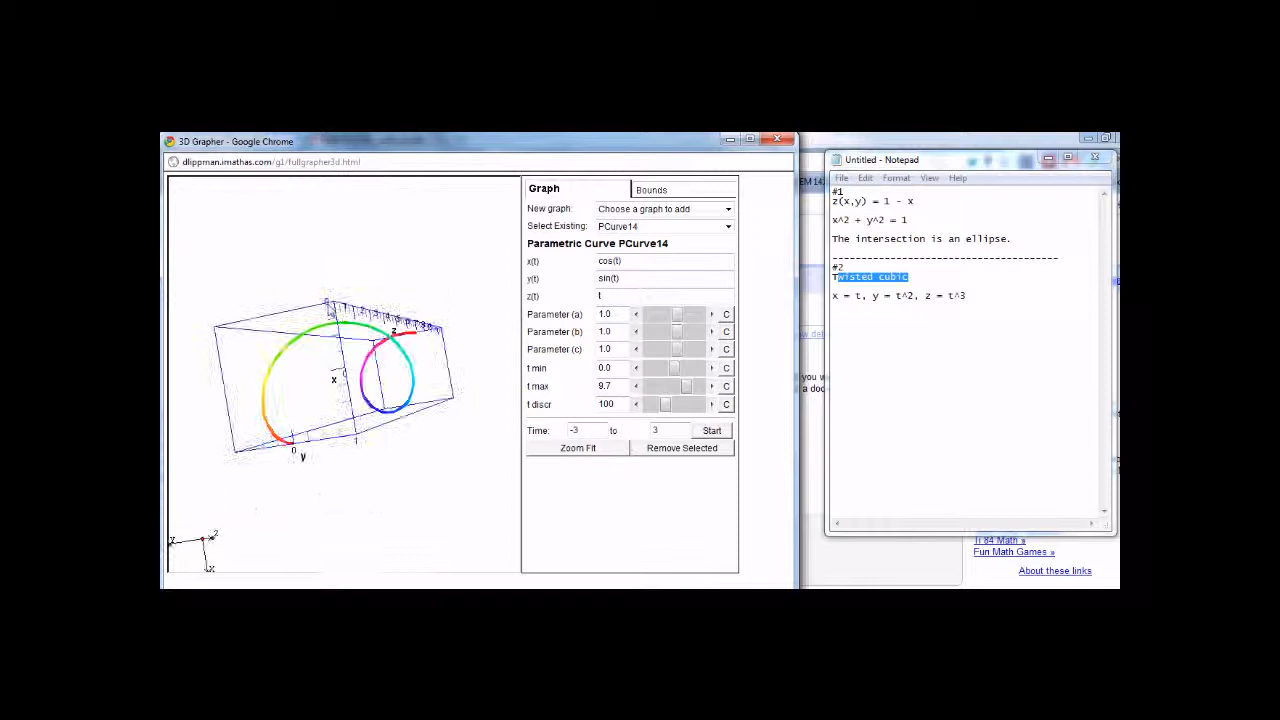 3D Grapher - Google Chrome
dlippman.imathas.com/g1/fullgrapher3d.html
Graph
Bounds
New graph: Choose a graph to add
Select Existing: PCurve14
Parametric Curve PCurve14
x(t) cos(t)
y(t) sin(t)
z(t) t
Parameter (a) 1.0 C
Parameter (b) 1.0 C
Parameter (c) 1.0 C
t min 0.0 C
t max 9.7 C
t discr 100 C
Time: -3 to 3 Start
Zoom Fit
Remove Selected
z
x
0
1
y
y
z
x
Untitled - Notepad
File Edit Format View Help
#1
z(x,y) = 1 - x
x^2 + y^2 = 1
The intersection is an ellipse.
-------------------------------------
#2
Twisted cubic
x = t, y = t^2, z = t^3
TI 84 Math »
Fun Math Games »
About these links